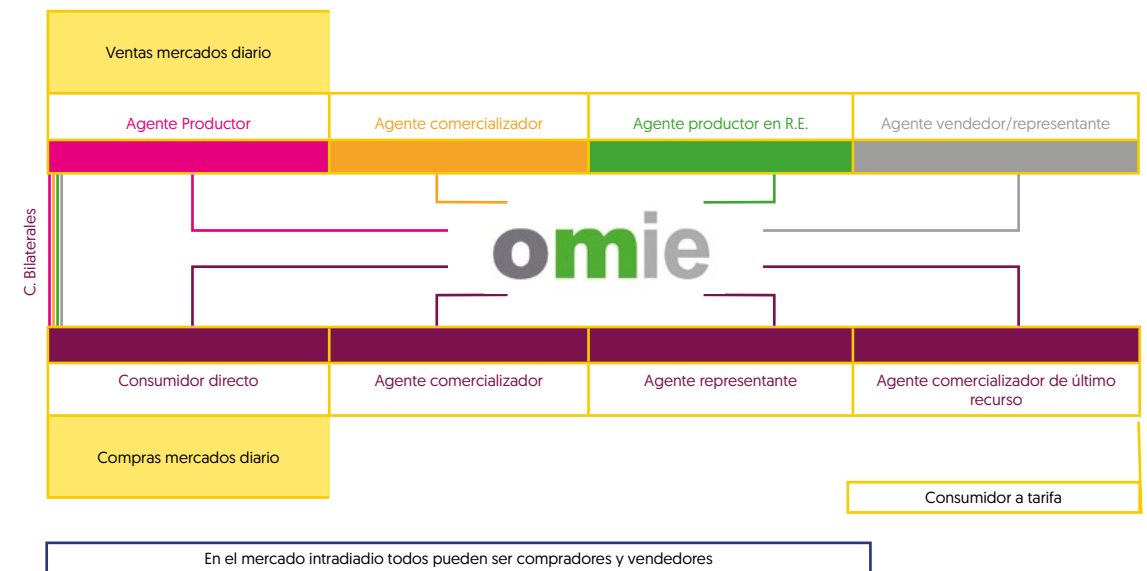 Ventas mercados diario
Agente Productor
Agente comercializador
Agente productor en R.E.
Agente vendedor/representante
C. Bilaterales
omie
Consumidor directo
Agente comercializador
Agente representante
Agente comercializador de último
recurso
Compras mercados diario
Consumidor a tarifa
En el mercado intradiadio todos pueden ser compradores y vendedores